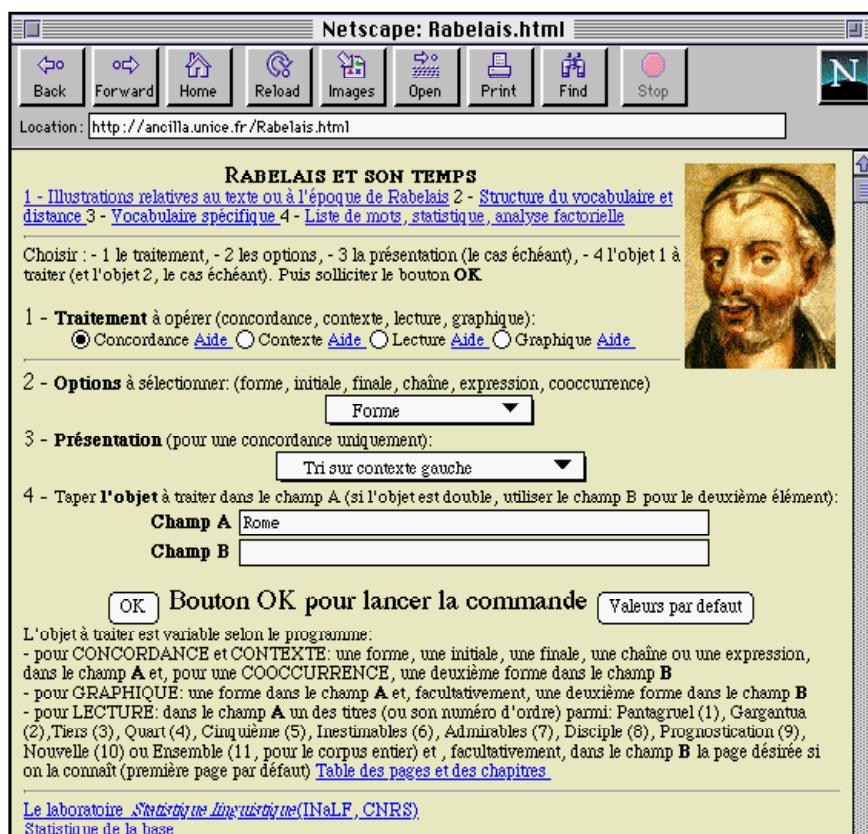 Netscape: Rabelais.html
Back Forward Home Reload Images Open Print Find Stop N
Location: http://ancilla.unice.fr/Rabelais.html
RABELAIS ET SON TEMPS
1 - Illustrations relatives au texte ou à l'époque de Rabelais 2 - Structure du vocabulaire et
distance 3 - Vocabulaire spécifique 4 - Liste de mots, statistique, analyse factorielle
Choisir : - 1 le traitement, - 2 les options, - 3 la présentation (le cas échéant), - 4 l'objet 1 à
traiter (et l'objet 2, le cas échéant). Puis solliciter le bouton OK
1 - Traitement à opérer (concordance, contexte, lecture, graphique):
Concordance Aide Contexte Aide Lecture Aide Graphique Aide
2 - Options à sélectionner: (forme, initiale, finale, chaîne, expression, cooccurrence)
Forme
3 - Présentation (pour une concordance uniquement):
Tri sur contexte gauche
4 - Taper l'objet à traiter dans le champ A (si l'objet est double, utiliser le champ B pour le deuxième élément):
Champ A Rome
Champ B
OK Bouton OK pour lancer la commande Valeurs par defaut
L'objet à traiter est variable selon le programme:
- pour CONCORDANCE et CONTEXTE: une forme, une initiale, une finale, une chaîne ou une expression,
dans le champ A et, pour une COOCCURRENCE, une deuxième forme dans le champ B
- pour GRAPHIQUE: une forme dans le champ A et, facultativement, une deuxième forme dans le champ B
- pour LECTURE: dans le champ A un des titres (ou son numéro d'ordre) parmi: Pantagruel (1), Gargantua
(2),Tiers (3), Quart (4), Cinquième (5), Inestimables (6), Admirables (7), Disciple (8), Prognostication (9),
Nouvelle (10) ou Ensemble (11, pour le corpus entier) et , facultativement, dans le champ B la page désirée si
on la connaît (première page par défaut) Table des pages et des chapitres
Le laboratoire Statistique linguistique(INaLF, CNRS)
Statistique de la base